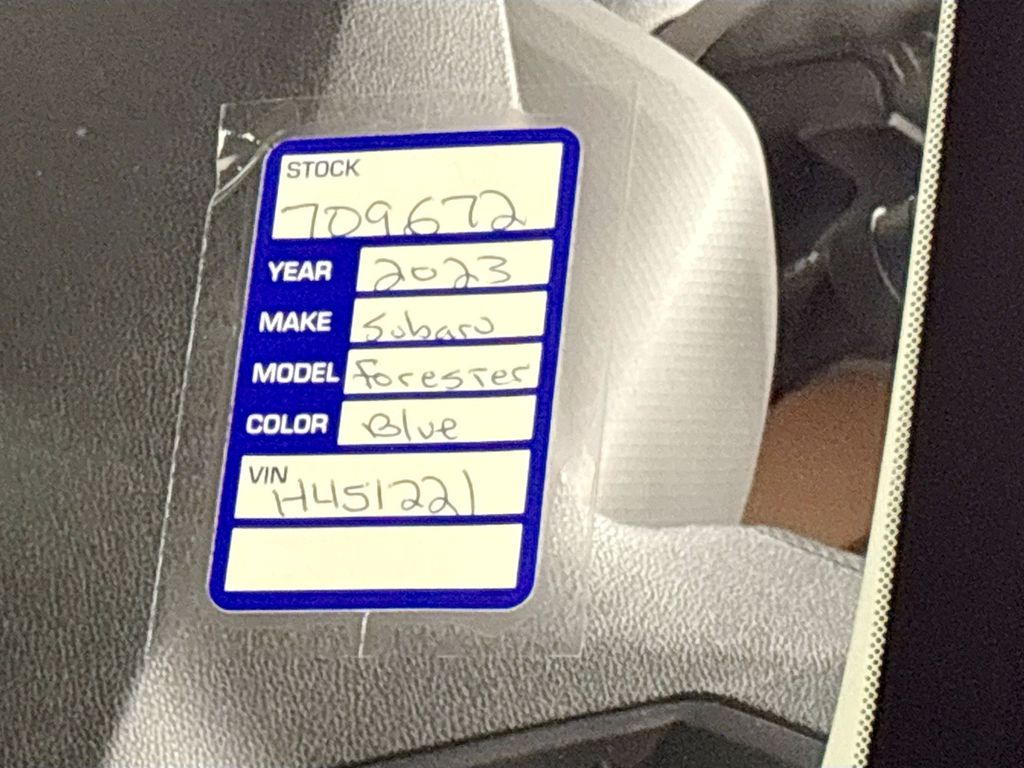 STOCK
709672
YEAR 2023
MAKE Subaru
MODEL Forester
COLOR Blue
VIN
H451221